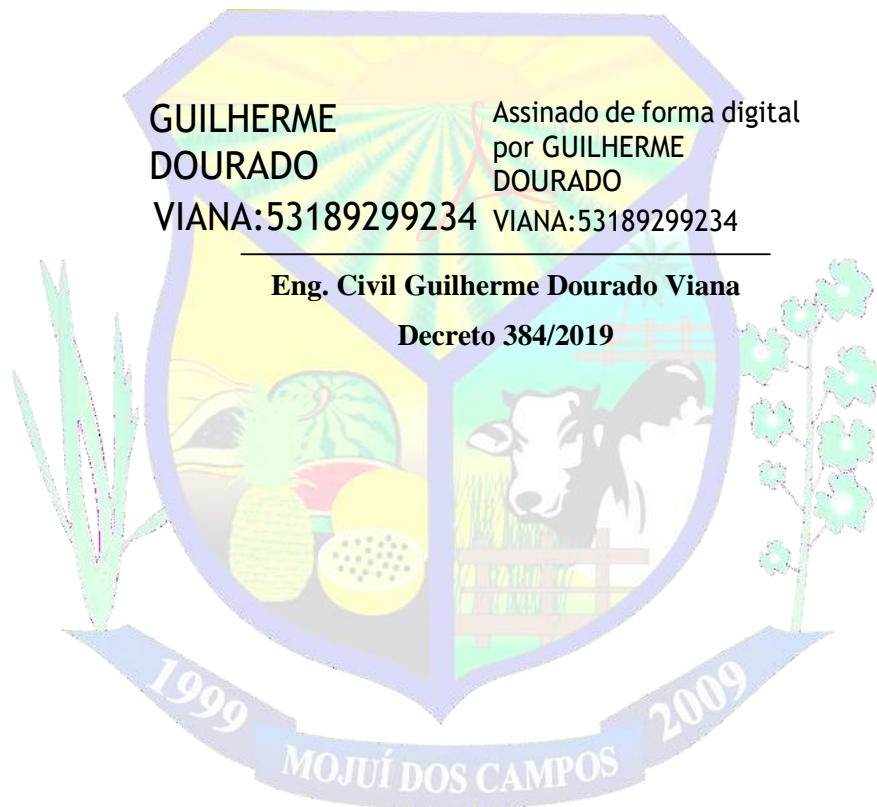 GUILHERME
DOURADO
VIANA:53189299234
Assinado de forma digital
por GUILHERME
DOURADO
VIANA:53189299234
Eng. Civil Guilherme Dourado Viana
Decreto 384/2019
1999
MOJUÍ DOS CAMPOS
2009